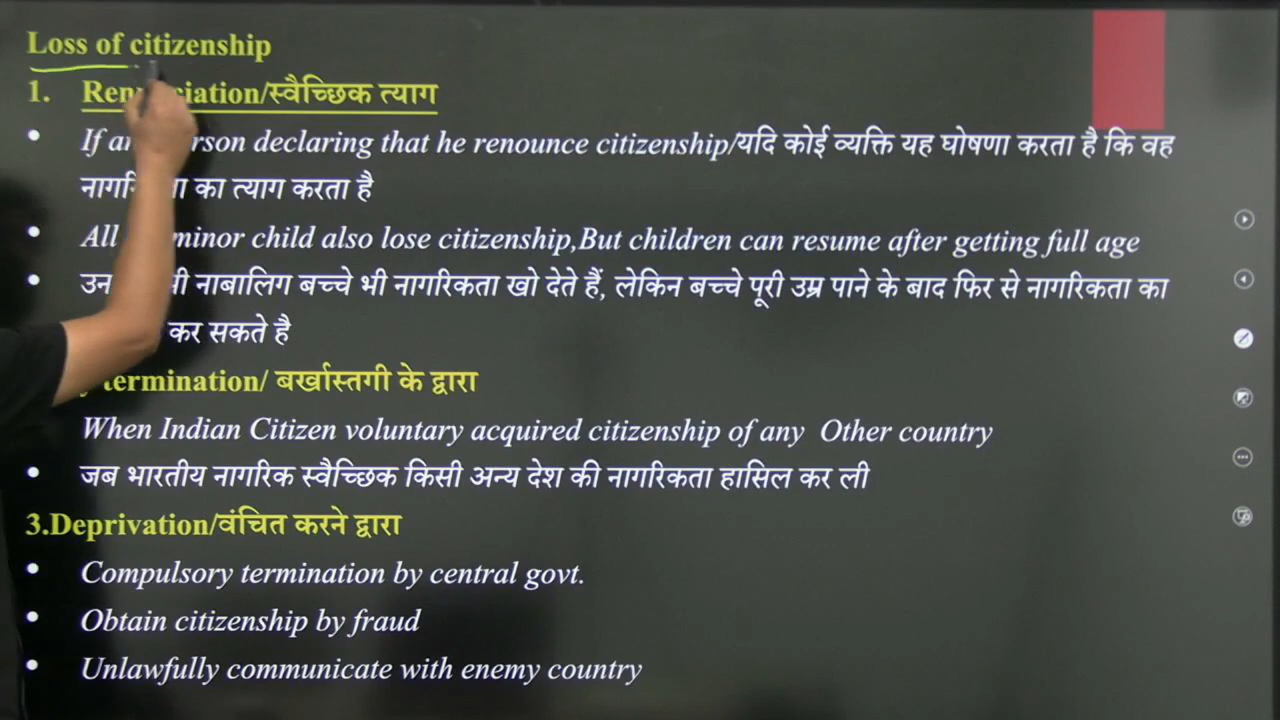 Loss of citizenship
1. Renunciation/स्वैच्छिक त्याग
• If an person declaring that he renounce citizenship/यदि कोई व्यक्ति यह घोषणा करता है कि वह
का त्याग करता है
• All minor child also lose citizenship,But children can resume after getting full age
• नाबालिग बच्चे भी नागरिकता खो देते हैं, लेकिन बच्चे पूरी उम्र पाने के बाद फिर से नागरिकता का
कर सकते है
termination/ बर्खास्तगी के द्वारा
When Indian Citizen voluntary acquired citizenship of any Other country
• जब भारतीय नागरिक स्वैच्छिक किसी अन्य देश की नागरिकता हासिल कर ली
3.Deprivation/वंचित करने द्वारा
• Compulsory termination by central govt.
• Obtain citizenship by fraud
• Unlawfully communicate with enemy country